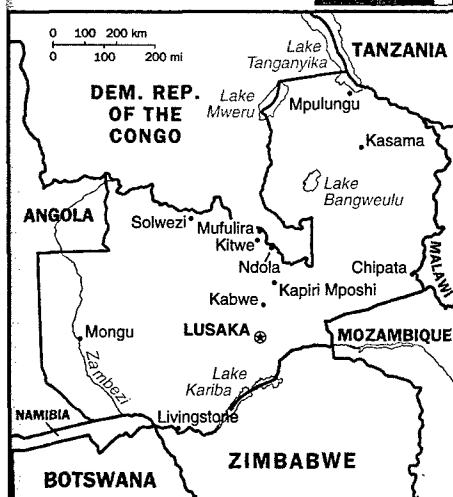 0 100 200 km
0 100 200 mi
Lake
Tanganyika
TANZANIA
DEM. REP.
OF THE
CONGO
Lake
Mweru
Mpulungu
Kasama
Lake
Bangweulu
ANGOLA
Solwezi
Mufulira
Kitwe
Ndola
Chipata
MALAWI
Kapiri Mposhi
Kabwe
Mongu
LUSAKA
MOZAMBIQUE
Zambezi
Lake
Kariba
NAMIBIA
Livingstone
BOTSWANA
ZIMBABWE